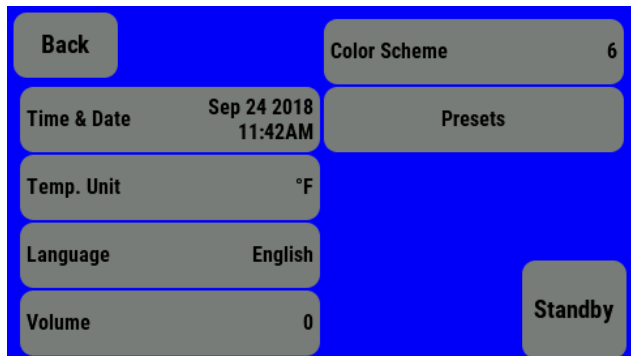 Back
Color Scheme 6
Time & Date Sep 24 2018
11:42AM
Presets
Temp. Unit °F
Language English
Volume 0
Standby